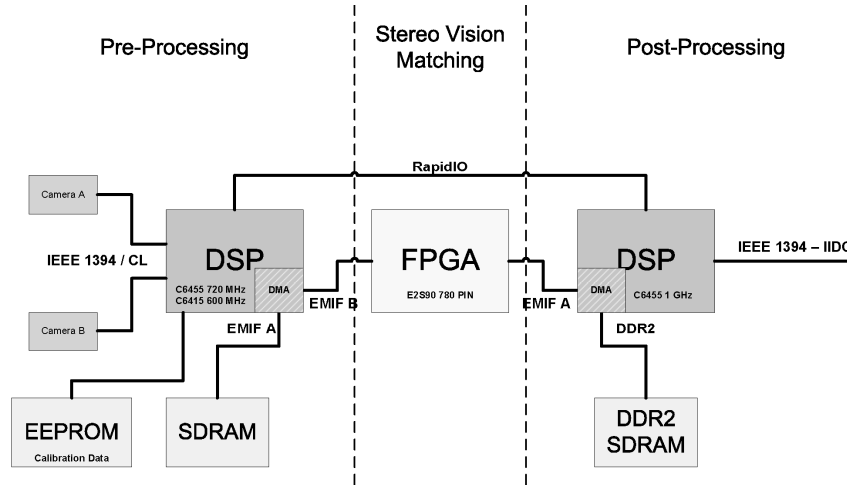 Pre-Processing
Stereo Vision
Matching
Post-Processing
RapidIO
Camera A
IEEE 1394 / CL
DSP
C6455 720 MHz
C6415 600 MHz
DMA
EMIF B
EMIF A
FPGA
E2S90 780 PIN
EMIF A
DSP
DMA
C6455 1 GHz
IEEE 1394 – IIDC
DDR2
Camera B
EEPROM
Calibration Data
SDRAM
DDR2
SDRAM